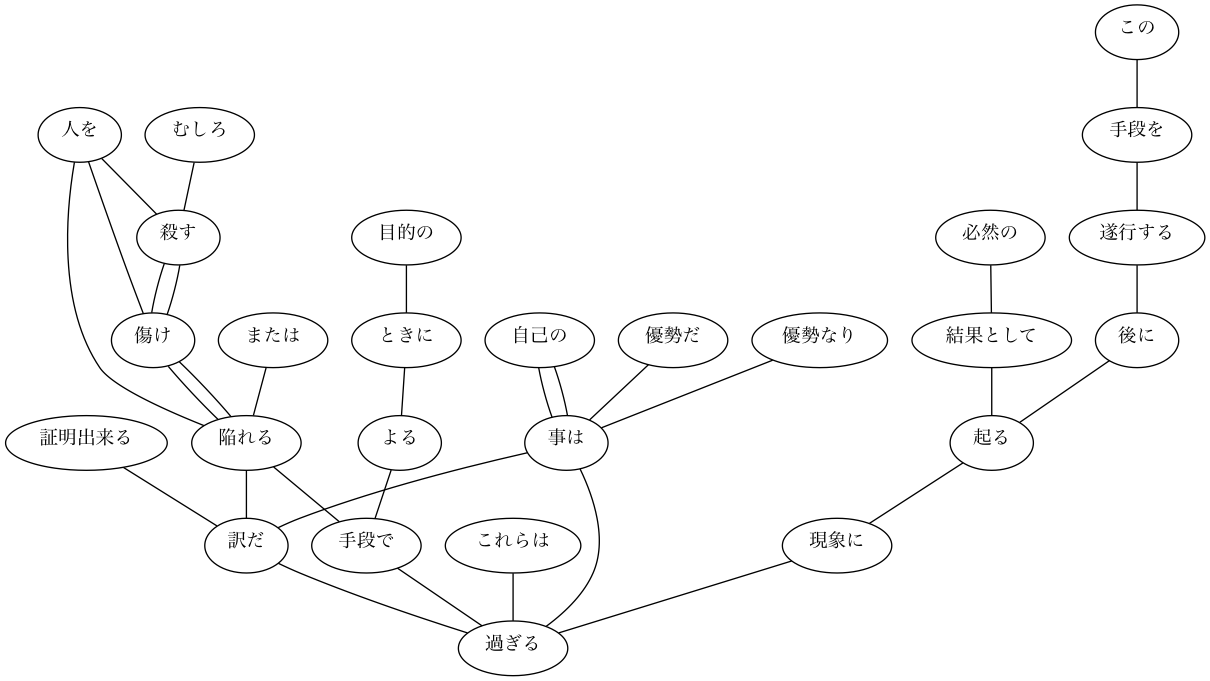 この
人を
むしろ
手段を
殺す
目的の
必然の
遂行する
傷け
または
ときに
自己の
優勢だ
優勢なり
結果として
後に
証明出来る
陥れる
よる
事は
起る
訳だ
手段で
これらは
現象に
過ぎる